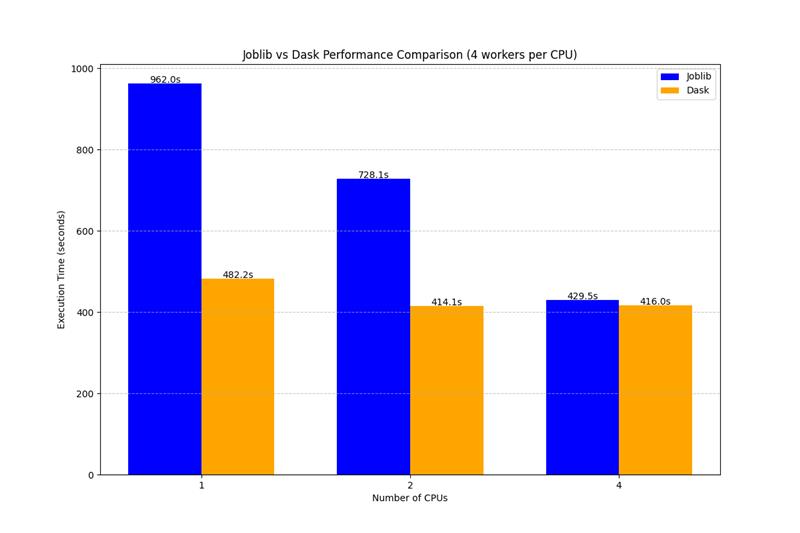 Joblib vs Dask Performance Comparison (4 workers per CPU)
Joblib
Dask
Execution Time (seconds)
1000
800
600
400
200
0
962.0s
482.2s
728.1s
414.1s
429.5s
416.0s
1
2
4
Number of CPUs